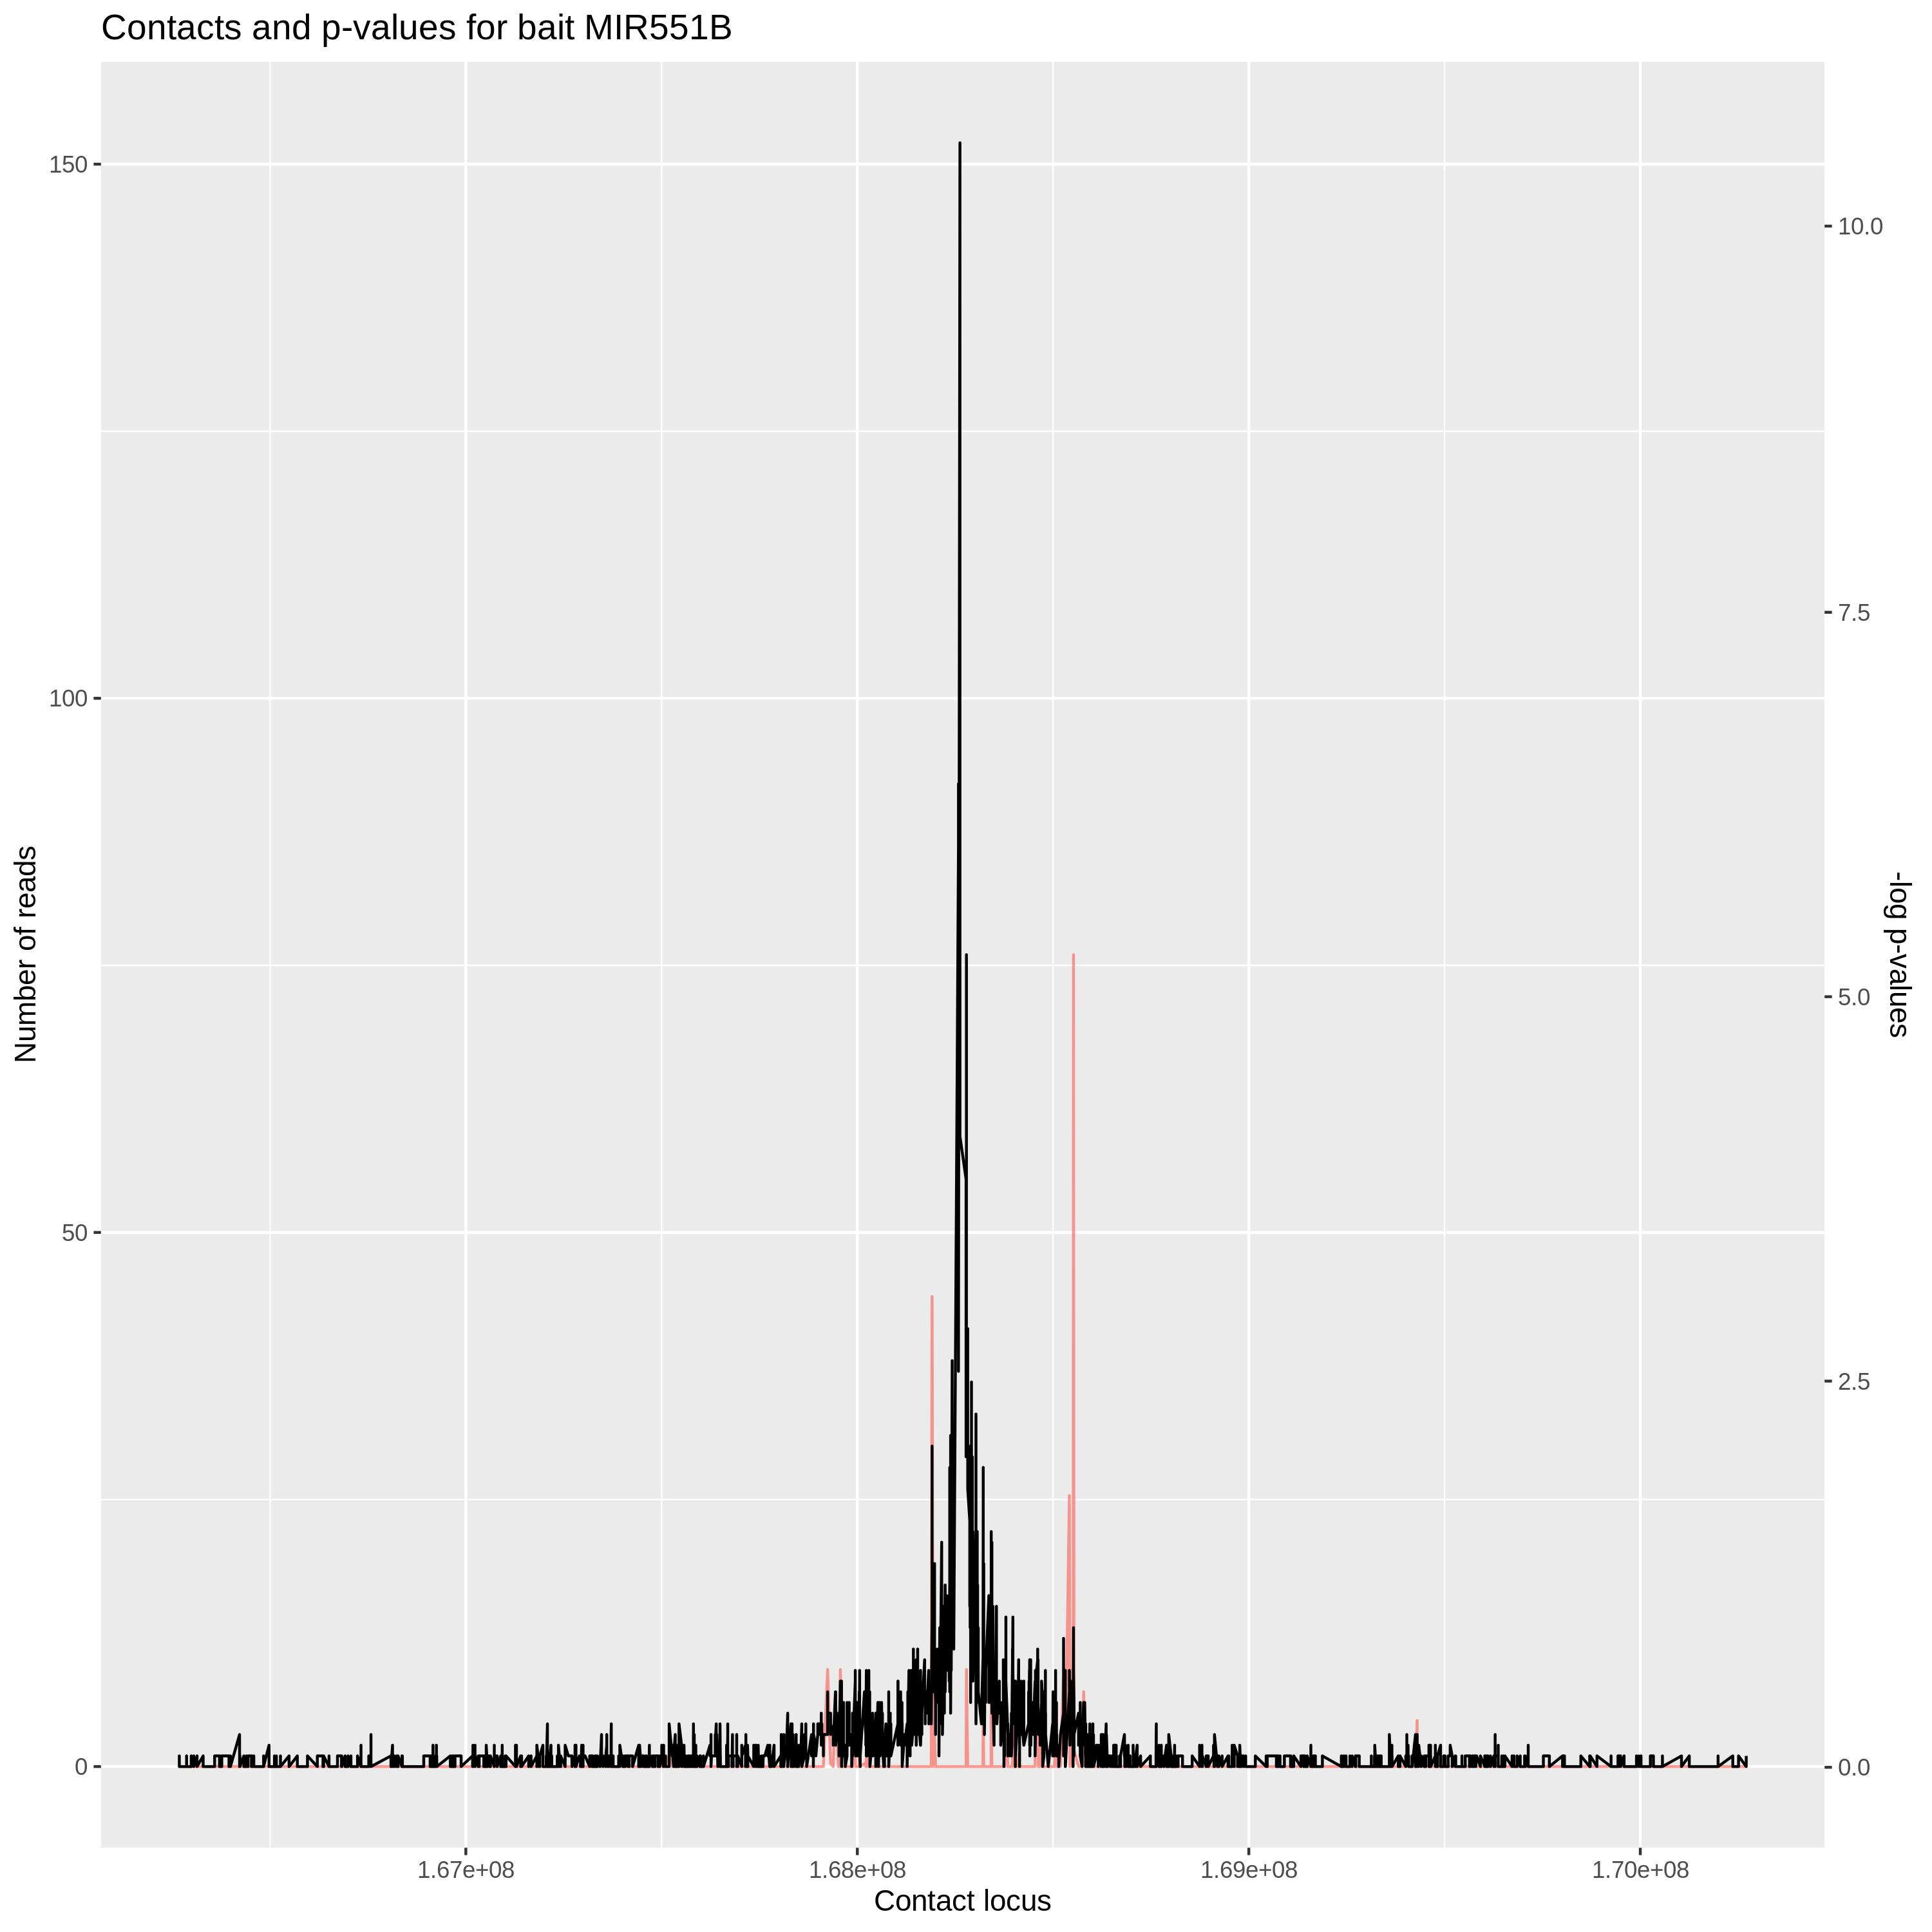 Contacts and p-values for bait MIR551B
150
100
50
0
Number of reads
10.0
7.5
5.0
2.5
0.0
-log p-values
1.67e+08
1.68e+08
1.69e+08
1.70e+08
Contact locus